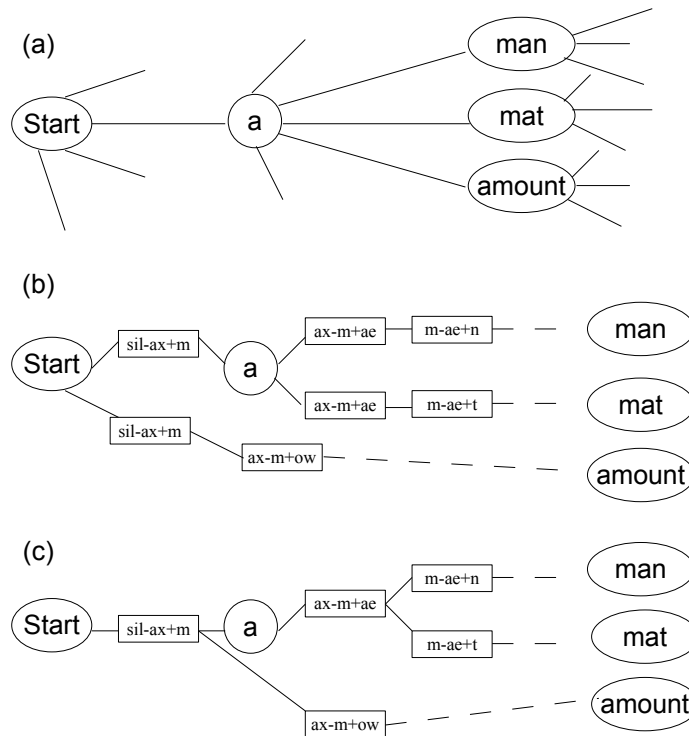 (a)
man
Start
a
mat
amount
(b)
sil-ax+m
ax-m+ae
m-ae+n
man
Start
a
ax-m+ae
m-ae+t
mat
sil-ax+m
ax-m+ow
amount
(c)
m-ae+n
man
Start
sil-ax+m
a
ax-m+ae
m-ae+t
mat
ax-m+ow
amount